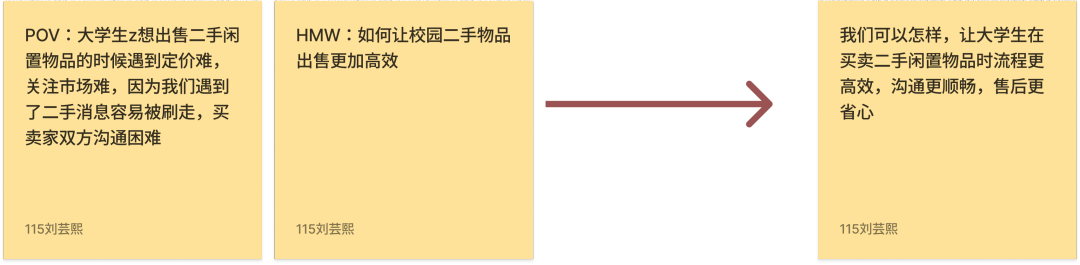 POV：大学生z想出售二手闲
置物品的时候遇到定价难，
关注市场难，因为我们遇到
了二手消息容易被刷走，买
卖家双方沟通困难
115刘芸熙
HMW：如何让校园二手物品
出售更加高效
115刘芸熙
我们可以怎样，让大学生在
买卖二手闲置物品时流程更
高效，沟通更顺畅，售后更
省心
115刘芸熙